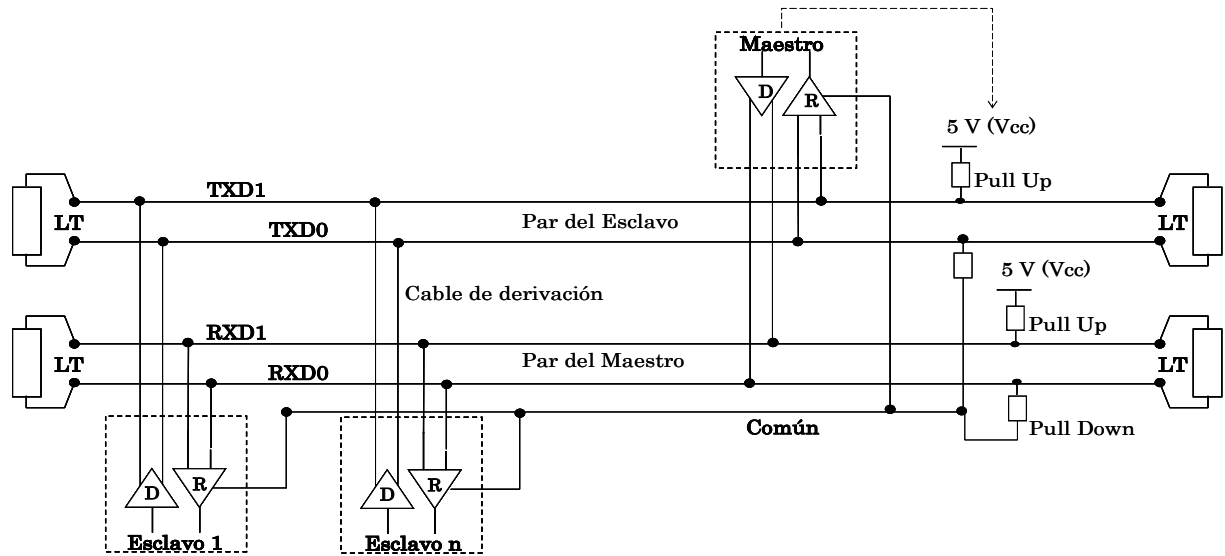 Maestro
D
R
5 V (Vcc)
Pull Up
TXD1
LT
TXD0
Par del Esclavo
LT
5 V (Vcc)
Cable de derivación
Pull Up
RXD1
LT
RXD0
Par del Maestro
LT
Común
Pull Down
D
R
D
R
Esclavo 1
Esclavo n